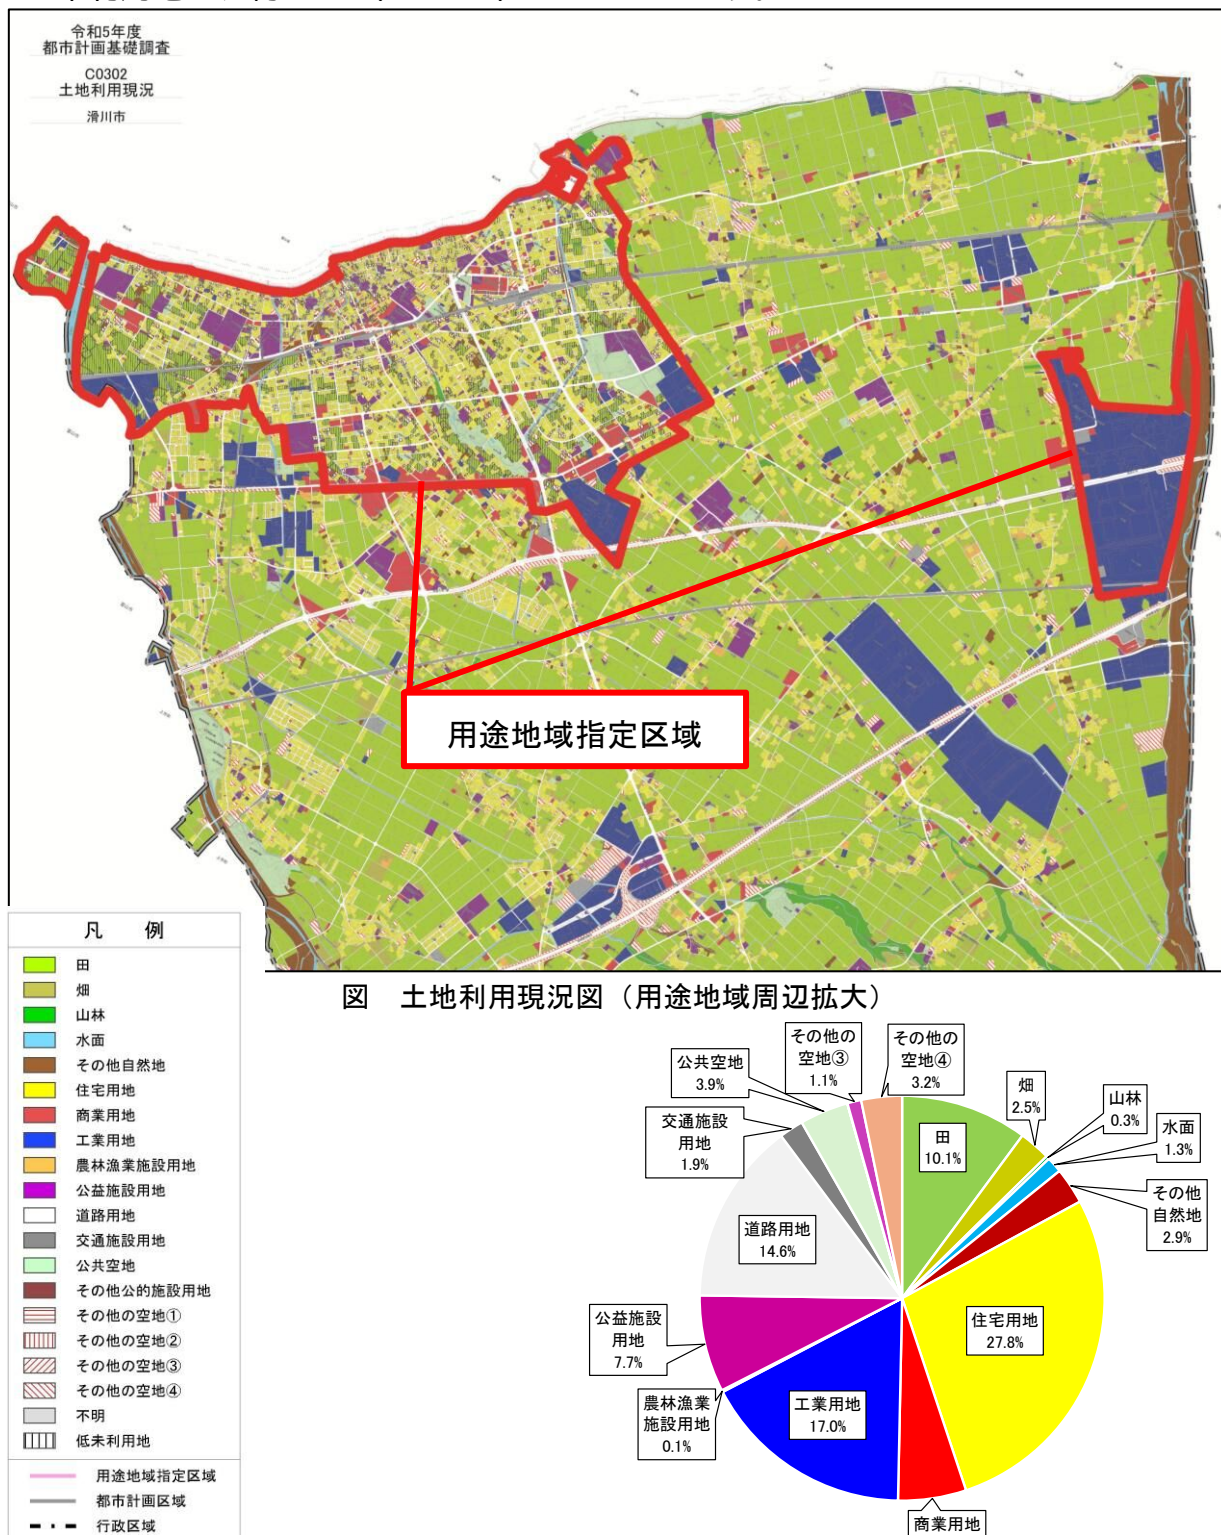 令和5年度
都市計画基礎調査
C0302
土地利用現況
滑川市
用途地域指定区域
凡 例
田
畑
山林
水面
その他自然地
住宅用地
商業用地
工業用地
農林漁業施設用地
公益施設用地
道路用地
交通施設用地
公共空地
その他公的施設用地
その他の空地①
その他の空地②
その他の空地③
その他の空地④
不明
低未利用地
用途地域指定区域
都市計画区域
行政区域
図 土地利用現況図（用途地域周辺拡大）
田
10.1%
畑
2.5%
山林
0.3%
水面
1.3%
その他
自然地
2.9%
住宅用地
27.8%
商業用地
工業用地
17.0%
農林漁業
施設用地
0.1%
公益施設
用地
7.7%
道路用地
14.6%
交通施設
用地
1.9%
公共空地
3.9%
その他の
空地③
1.1%
その他の
空地④
3.2%